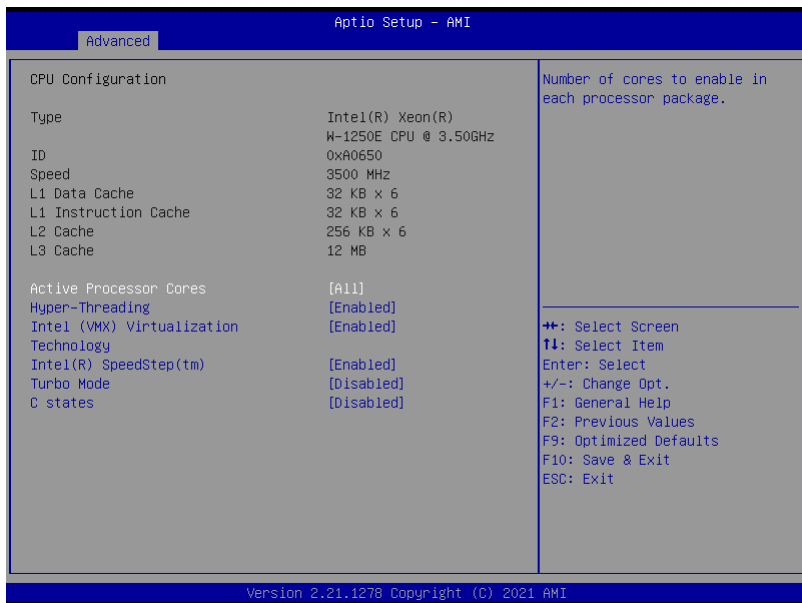 Aptio Setup – AMI
Advanced
CPU Configuration
Number of cores to enable in
each processor package.
Type Intel(R) Xeon(R)
W-1250E CPU @ 3.50GHz
ID 0xA0650
Speed 3500 MHz
L1 Data Cache 32 KB x 6
L1 Instruction Cache 32 KB x 6
L2 Cache 256 KB x 6
L3 Cache 12 MB
Active Processor Cores [All]
Hyper-Threading [Enabled]
Intel (VMX) Virtualization [Enabled]
Technology
Intel(R) SpeedStep(tm) [Enabled]
Turbo Mode [Disabled]
C states [Disabled]
→←: Select Screen
↑↓: Select Item
Enter: Select
+/-: Change Opt.
F1: General Help
F2: Previous Values
F9: Optimized Defaults
F10: Save & Exit
ESC: Exit
Version 2.21.1278 Copyright (C) 2021 AMI